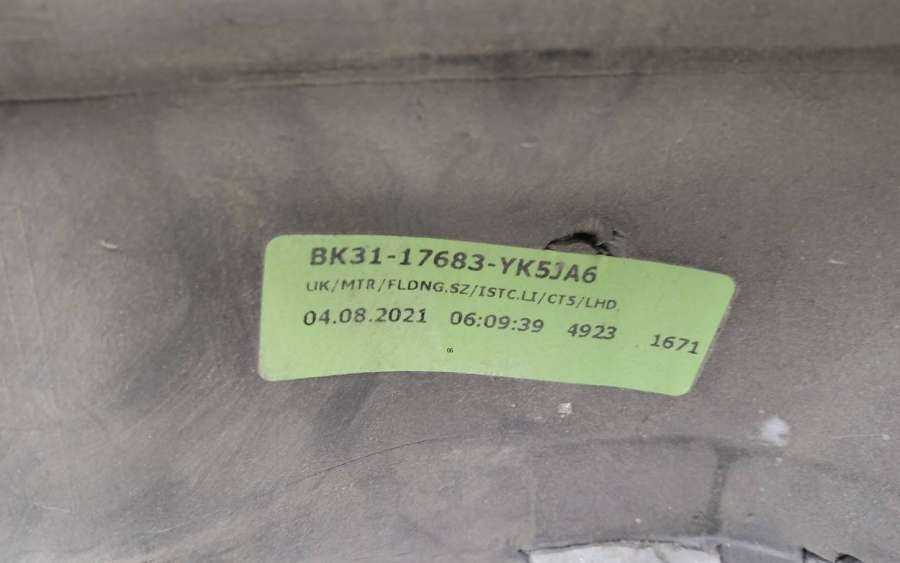 BK31-17683-YK5JA6
UK/MTR/FLDNG.SZ/ISTC.LI/CT5/LHD.
04.08.2021 06:09:39 4923 1671
06